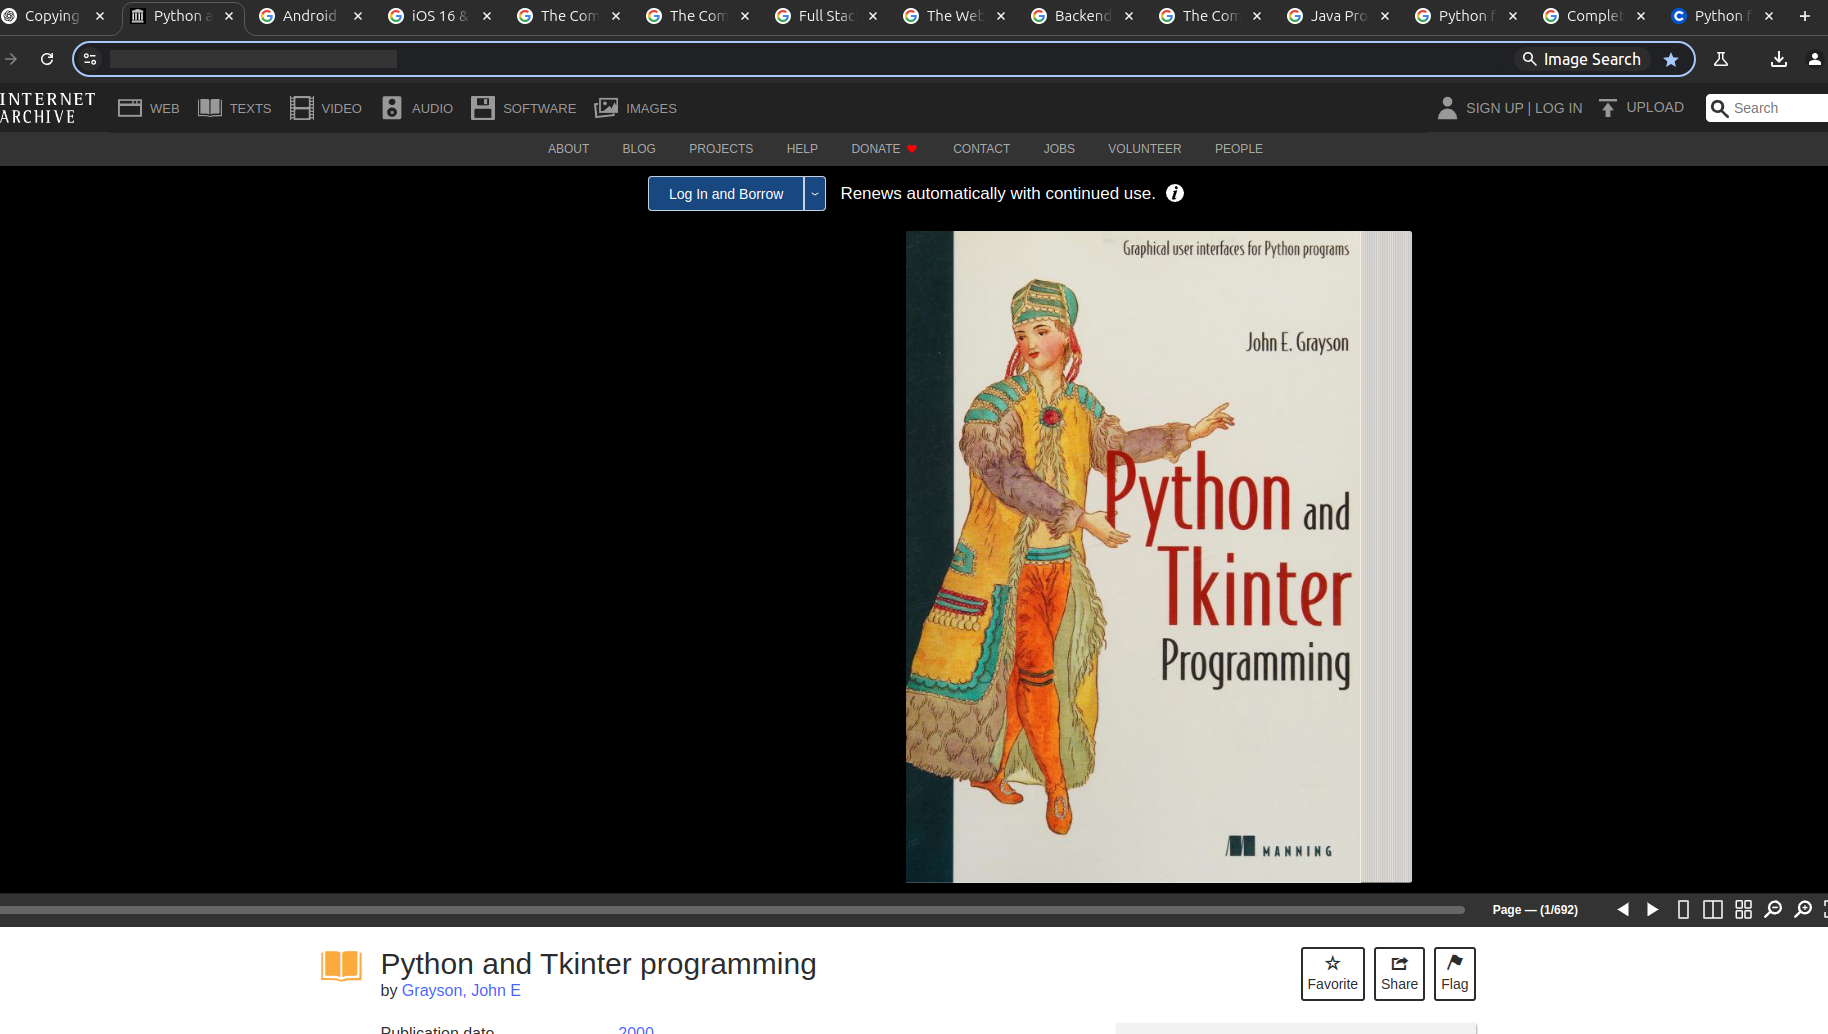 Copying
Python a
Android
iOS 16 &
The Com
The Com
Full Stac
The Web
Backend
The Com
Java Pro
Python f
Complet
Python f
Image Search
INTERNET
ARCHIVE
WEB
TEXTS
VIDEO
AUDIO
SOFTWARE
IMAGES
SIGN UP | LOG IN
UPLOAD
Search
ABOUT
BLOG
PROJECTS
HELP
DONATE
CONTACT
JOBS
VOLUNTEER
PEOPLE
Log In and Borrow
Renews automatically with continued use.
Graphical user interfaces for Python programs
John E. Grayson
Python and
Tkinter
Programming
MANNING
Page — (1/692)
Python and Tkinter programming
by Grayson, John E
Favorite
Share
Flag
Publication date
2000